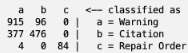 a b c <-- classified as
915 96 0 | a = Warning
377 476 0 | b = Citation
4 0 84 | c = Repair Order